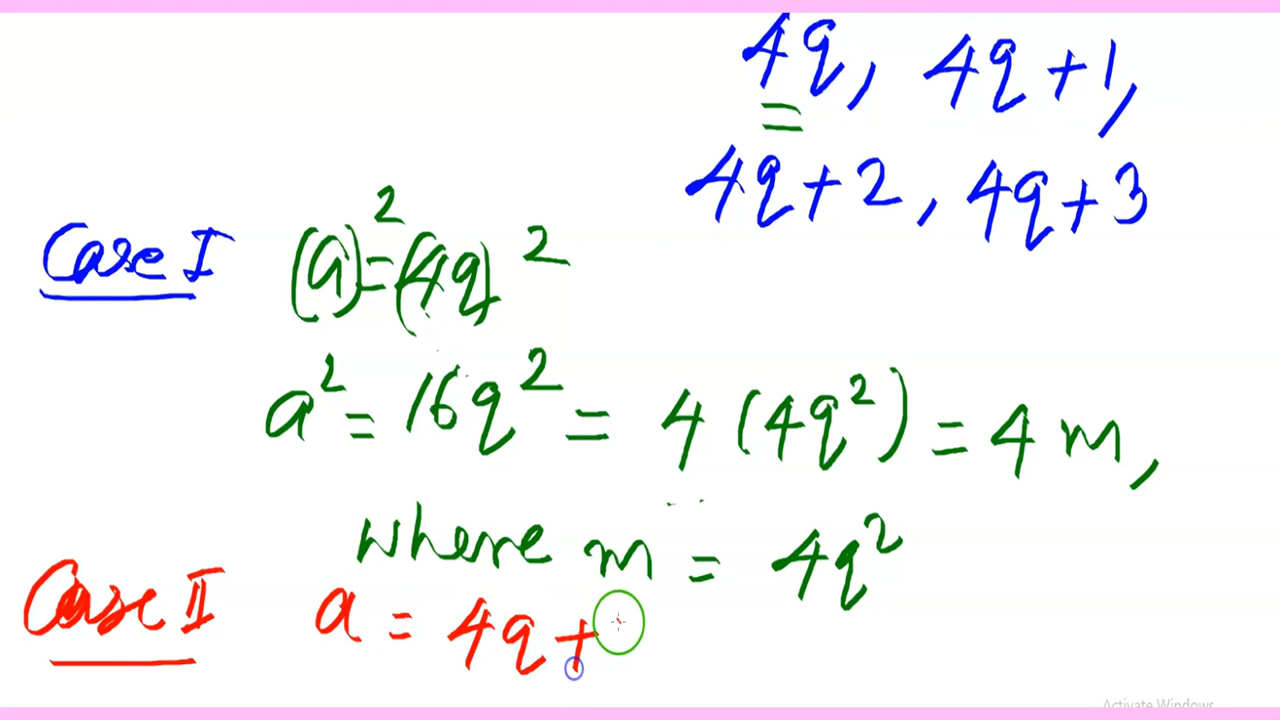 4q, 4q+1,
4q+2, 4q+3
Case I (a)² = (4q)²
a² = 16q² = 4(4q²) = 4m,
where m = 4q²
Case II a = 4q+
Activate Windows